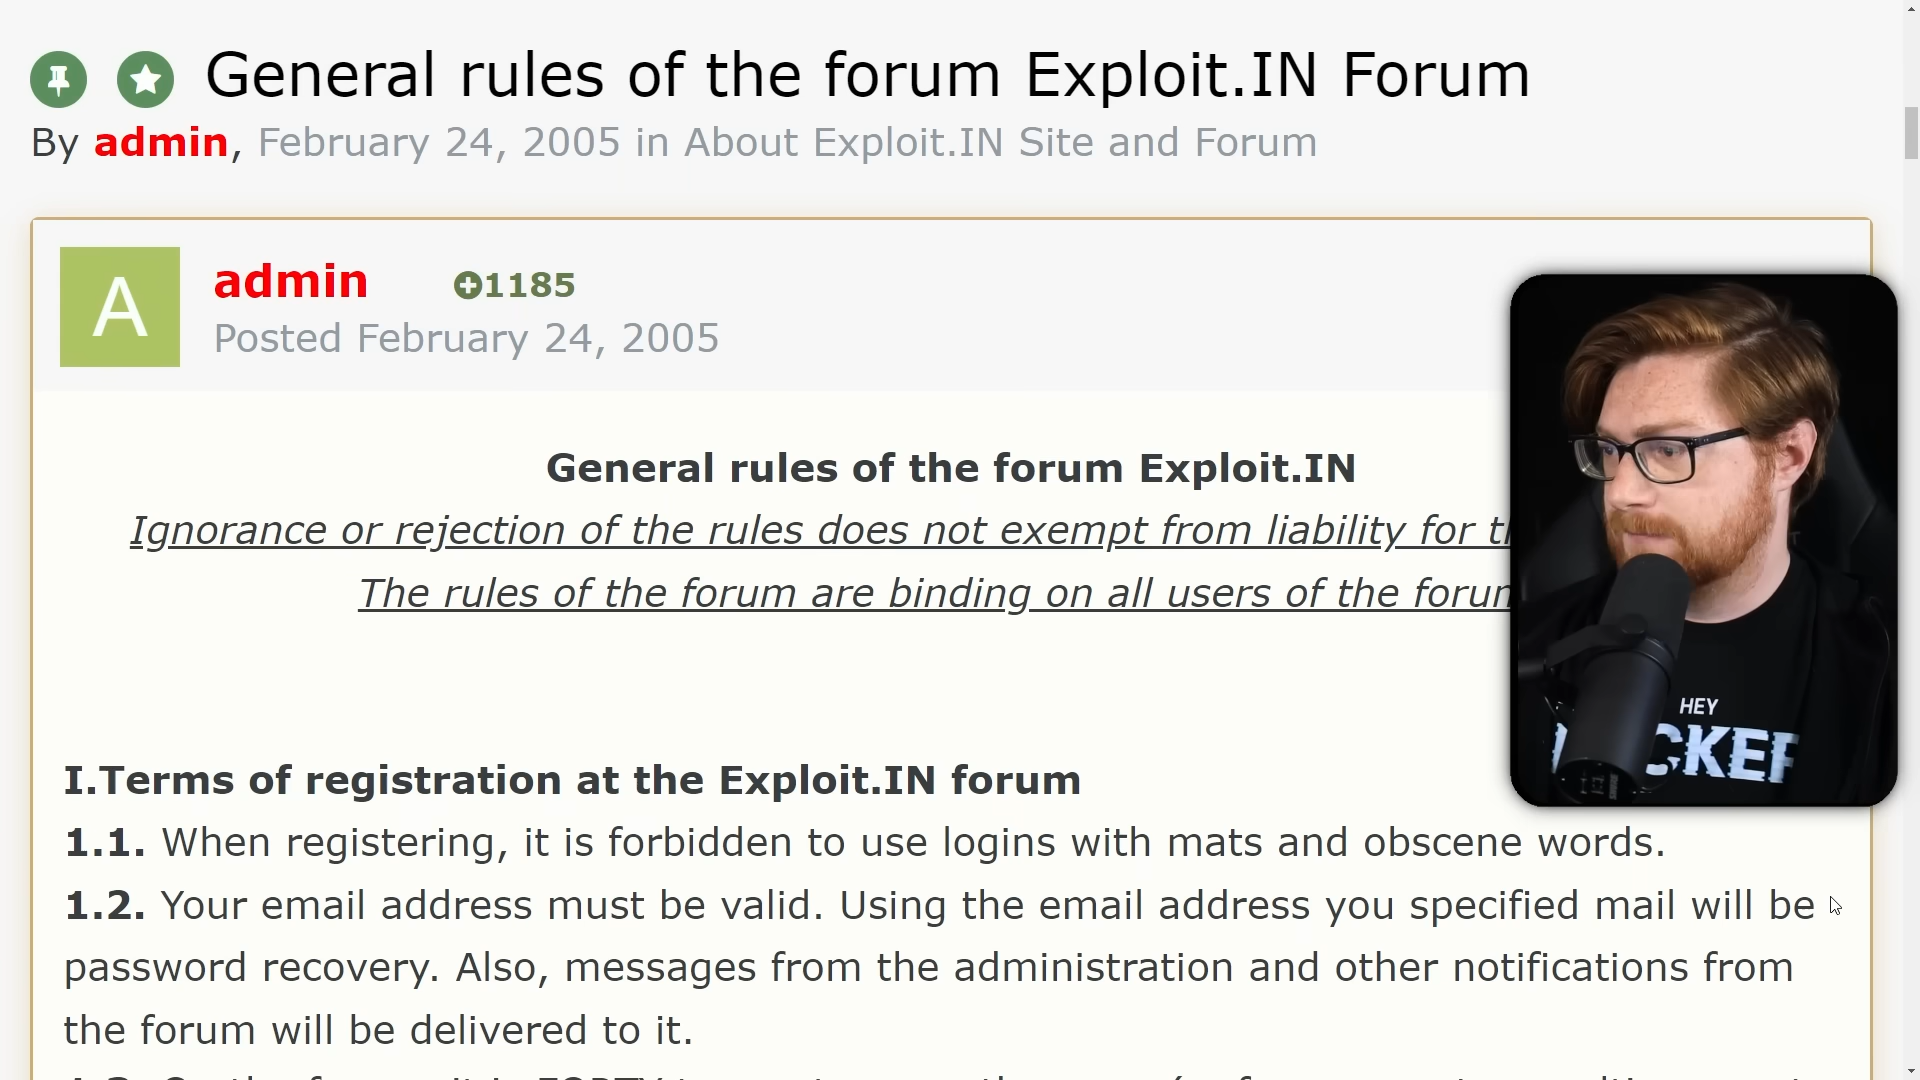 General rules of the forum Exploit.IN Forum
By admin, February 24, 2005 in About Exploit.IN Site and Forum
A
admin 1185
Posted February 24, 2005
General rules of the forum Exploit.IN
Ignorance or rejection of the rules does not exempt from liability for
The rules of the forum are binding on all users of the
HEY
I.Terms of registration at the Exploit.IN forum
1.1. When registering, it is forbidden to use logins with mats and obscene words.
1.2. Your email address must be valid. Using the email address you specified mail will be
password recovery. Also, messages from the administration and other notifications from
the forum will be delivered to it.